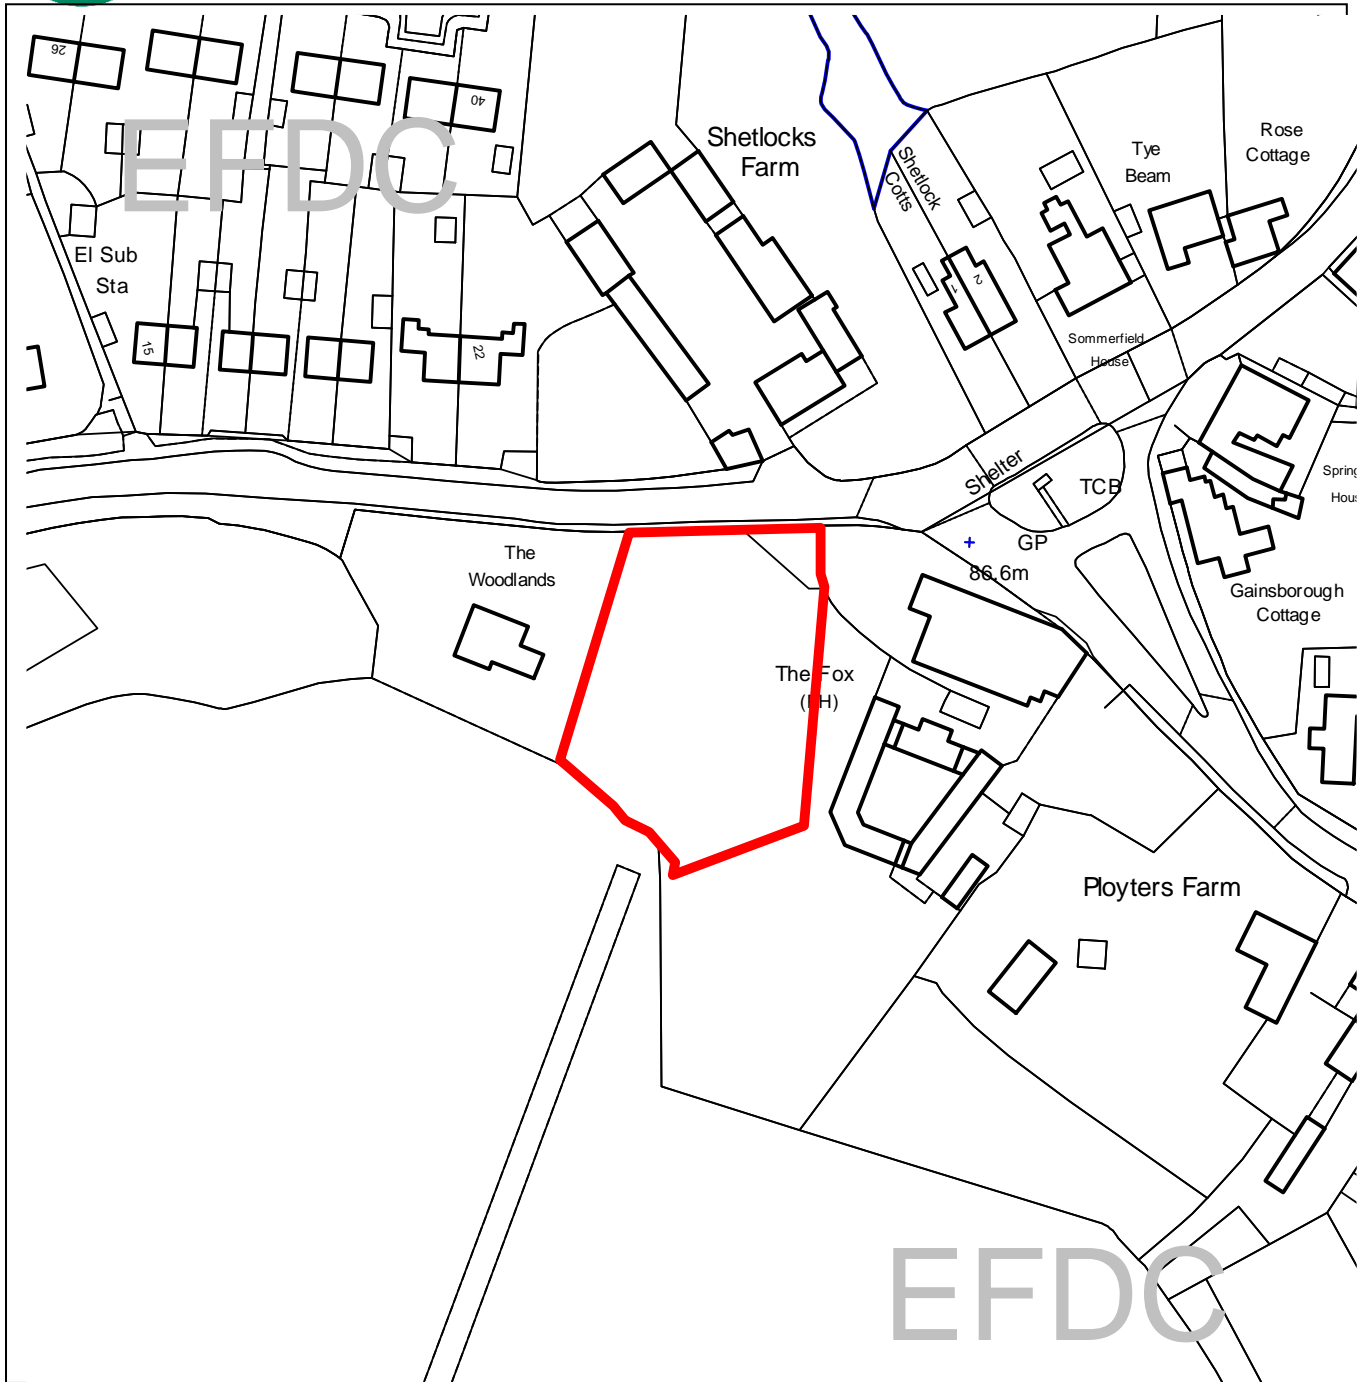 26
40
EFDC
Shetlocks
Farm
Shetlock
Cotts
Tye
Beam
Rose
Cottage
El Sub
Sta
15
22
1
2
Sommerfield
House
Shelter
TCB
Spring
GP
86.6m
The
Woodlands
Gainsborough
Cottage
The Fox
(PH)
Ployters Farm
EFDC